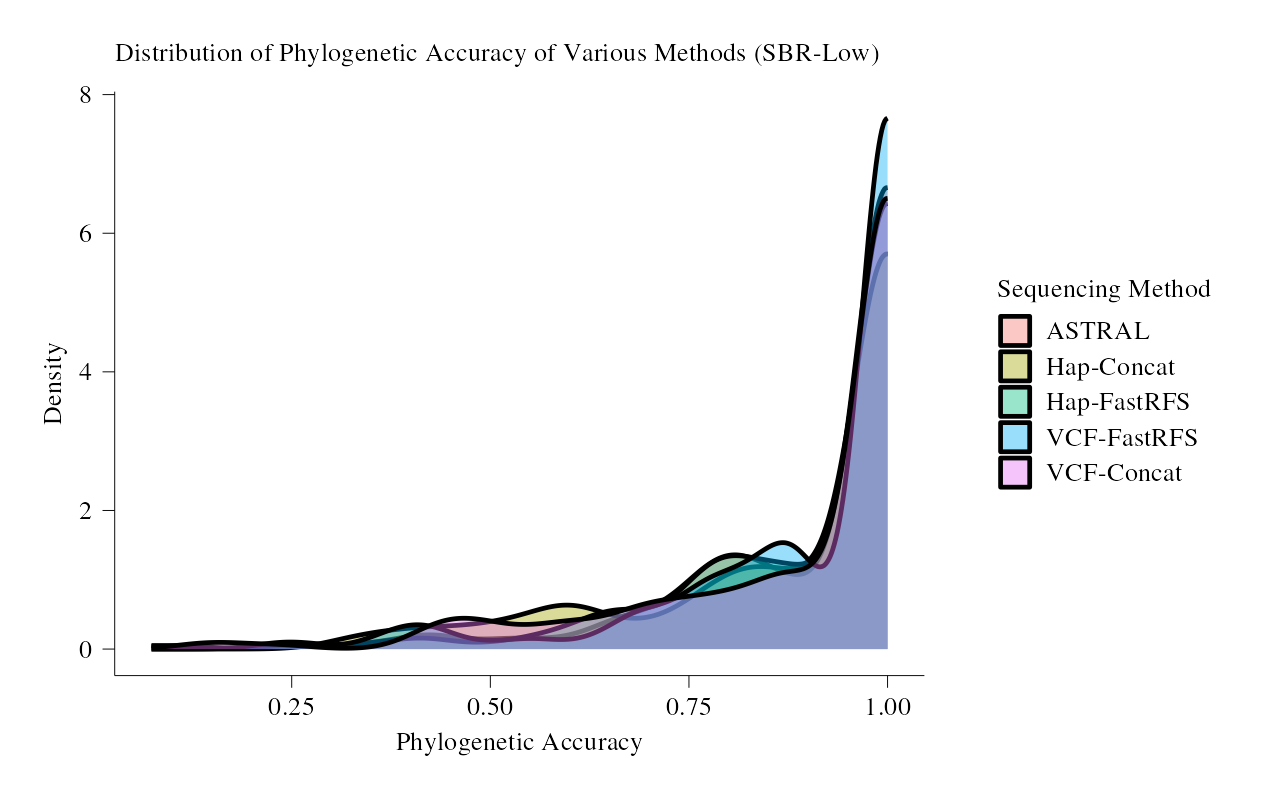 Distribution of Phylogenetic Accuracy of Various Methods (SBR-Low)
8
6
4
2
0
Density
0.25 0.50 0.75 1.00
Phylogenetic Accuracy
Sequencing Method
ASTRAL
Hap-Concat
Hap-FastRFS
VCF-FastRFS
VCF-Concat